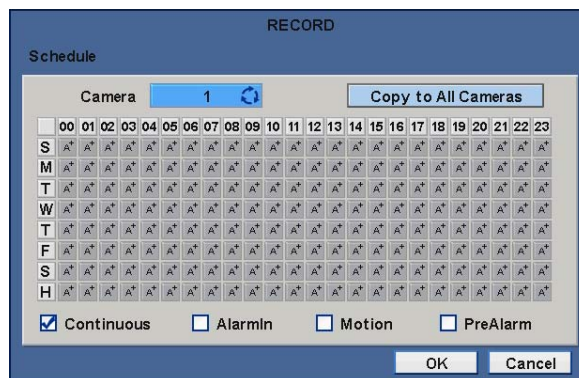 RECORD
Schedule
Camera 1 Copy to All Cameras
00 01 02 03 04 05 06 07 08 09 10 11 12 13 14 15 16 17 18 19 20 21 22 23
S A+ A+ A+ A+ A+ A+ A+ A+ A+ A+ A+ A+ A+ A+ A+ A+ A+ A+ A+ A+ A+ A+ A+ A+
M A+ A+ A+ A+ A+ A+ A+ A+ A+ A+ A+ A+ A+ A+ A+ A+ A+ A+ A+ A+ A+ A+ A+ A+
T A+ A+ A+ A+ A+ A+ A+ A+ A+ A+ A+ A+ A+ A+ A+ A+ A+ A+ A+ A+ A+ A+ A+ A+
W A+ A+ A+ A+ A+ A+ A+ A+ A+ A+ A+ A+ A+ A+ A+ A+ A+ A+ A+ A+ A+ A+ A+ A+
T A+ A+ A+ A+ A+ A+ A+ A+ A+ A+ A+ A+ A+ A+ A+ A+ A+ A+ A+ A+ A+ A+ A+ A+
F A+ A+ A+ A+ A+ A+ A+ A+ A+ A+ A+ A+ A+ A+ A+ A+ A+ A+ A+ A+ A+ A+ A+ A+
S A+ A+ A+ A+ A+ A+ A+ A+ A+ A+ A+ A+ A+ A+ A+ A+ A+ A+ A+ A+ A+ A+ A+ A+
H A+ A+ A+ A+ A+ A+ A+ A+ A+ A+ A+ A+ A+ A+ A+ A+ A+ A+ A+ A+ A+ A+ A+ A+
Continuous AlarmIn Motion PreAlarm
OK Cancel